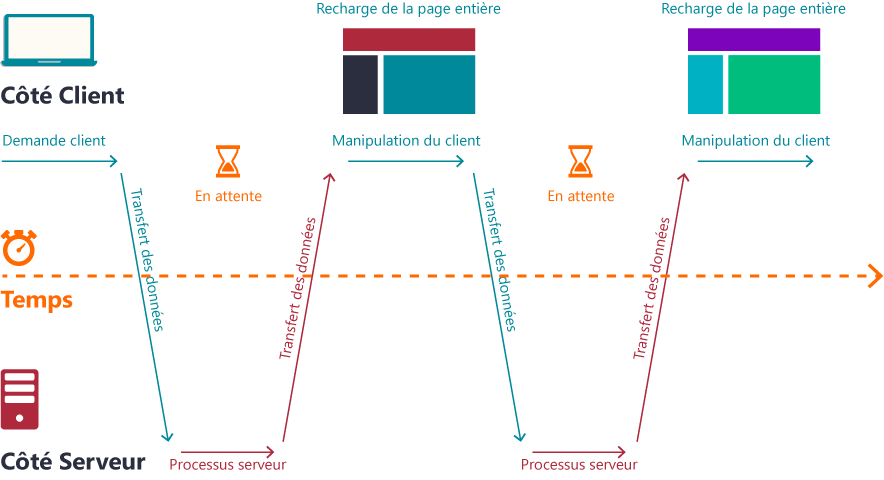 Recharge de la page entière
Recharge de la page entière
Côté Client
Demande client
Manipulation du client
Manipulation du client
En attente
En attente
Transfert des données
Transfert des données
Transfert des données
Transfert des données
Temps
Côté Serveur
Processus serveur
Processus serveur